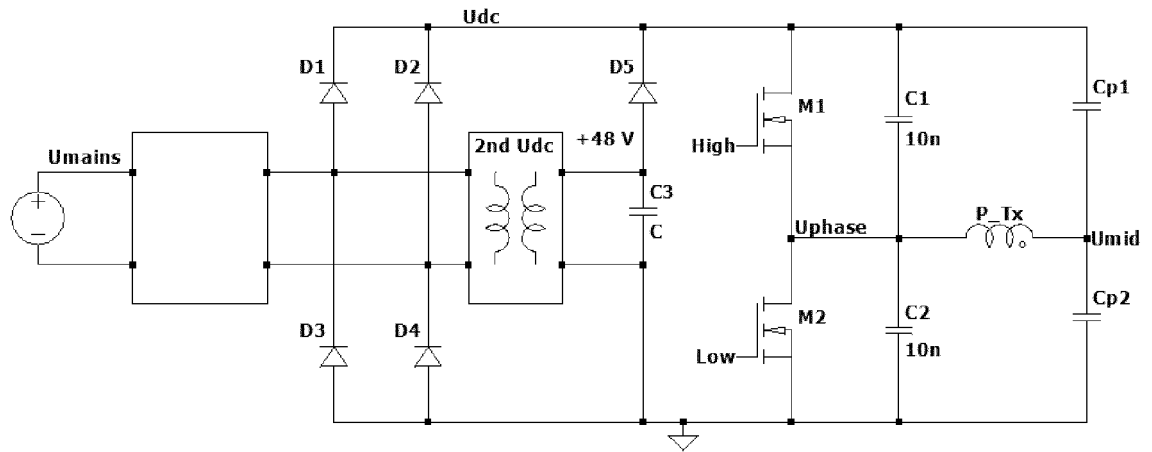 Udc
D1
D2
D5
Umains
2nd Udc
+48 V
+
−
C3
C
High
M1
C1
10n
Cp1
Uphase
P_Tx
Umid
D3
D4
Low
M2
C2
10n
Cp2